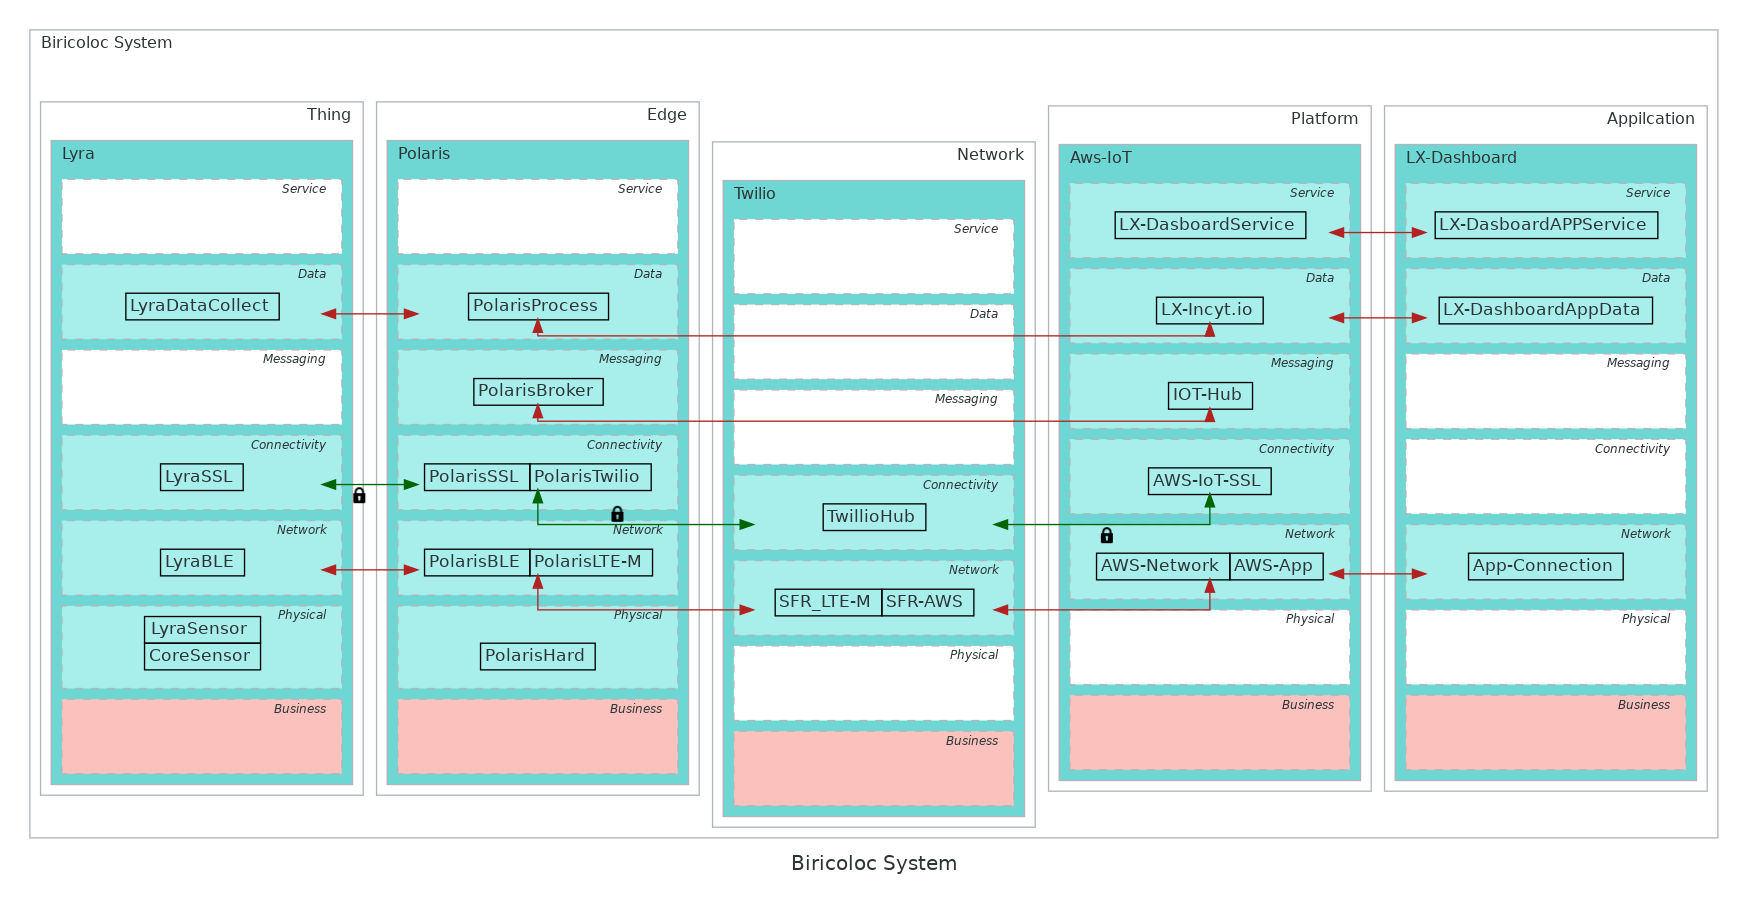 Biricoloc System
Thing
Lyra
Service
Data
LyraDataCollect
Messaging
Connectivity
LyraSSL
Network
LyraBLE
Physical
LyraSensor
CoreSensor
Business
Edge
Polaris
Service
Data
PolarisProcess
Messaging
PolarisBroker
Connectivity
PolarisSSL PolarisTwilio
Network
PolarisBLE PolarisLTE-M
Physical
PolarisHard
Business
Network
Twilio
Service
Data
Messaging
Connectivity
TwillioHub
Network
SFR_LTE-M SFR-AWS
Physical
Business
Platform
Aws-IoT
Service
LX-DasboardService
Data
LX-Incyt.io
Messaging
IOT-Hub
Connectivity
AWS-IoT-SSL
Network
AWS-Network AWS-App
Physical
Business
Appilcation
LX-Dashboard
Service
LX-DasboardAPPService
Data
LX-DashboardAppData
Messaging
Connectivity
Network
App-Connection
Physical
Business
Biricoloc System